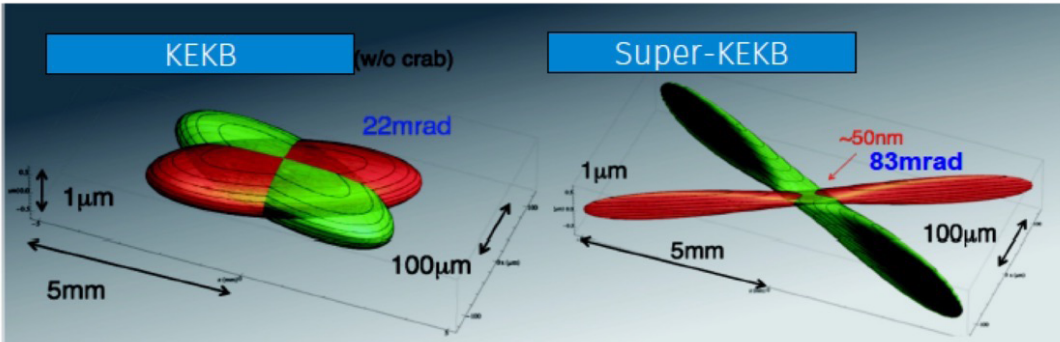 KEKB
(w/o crab)
22mrad
1μm
5mm
100μm
Super-KEKB
~50nm
83mrad
1μm
5mm
100μm